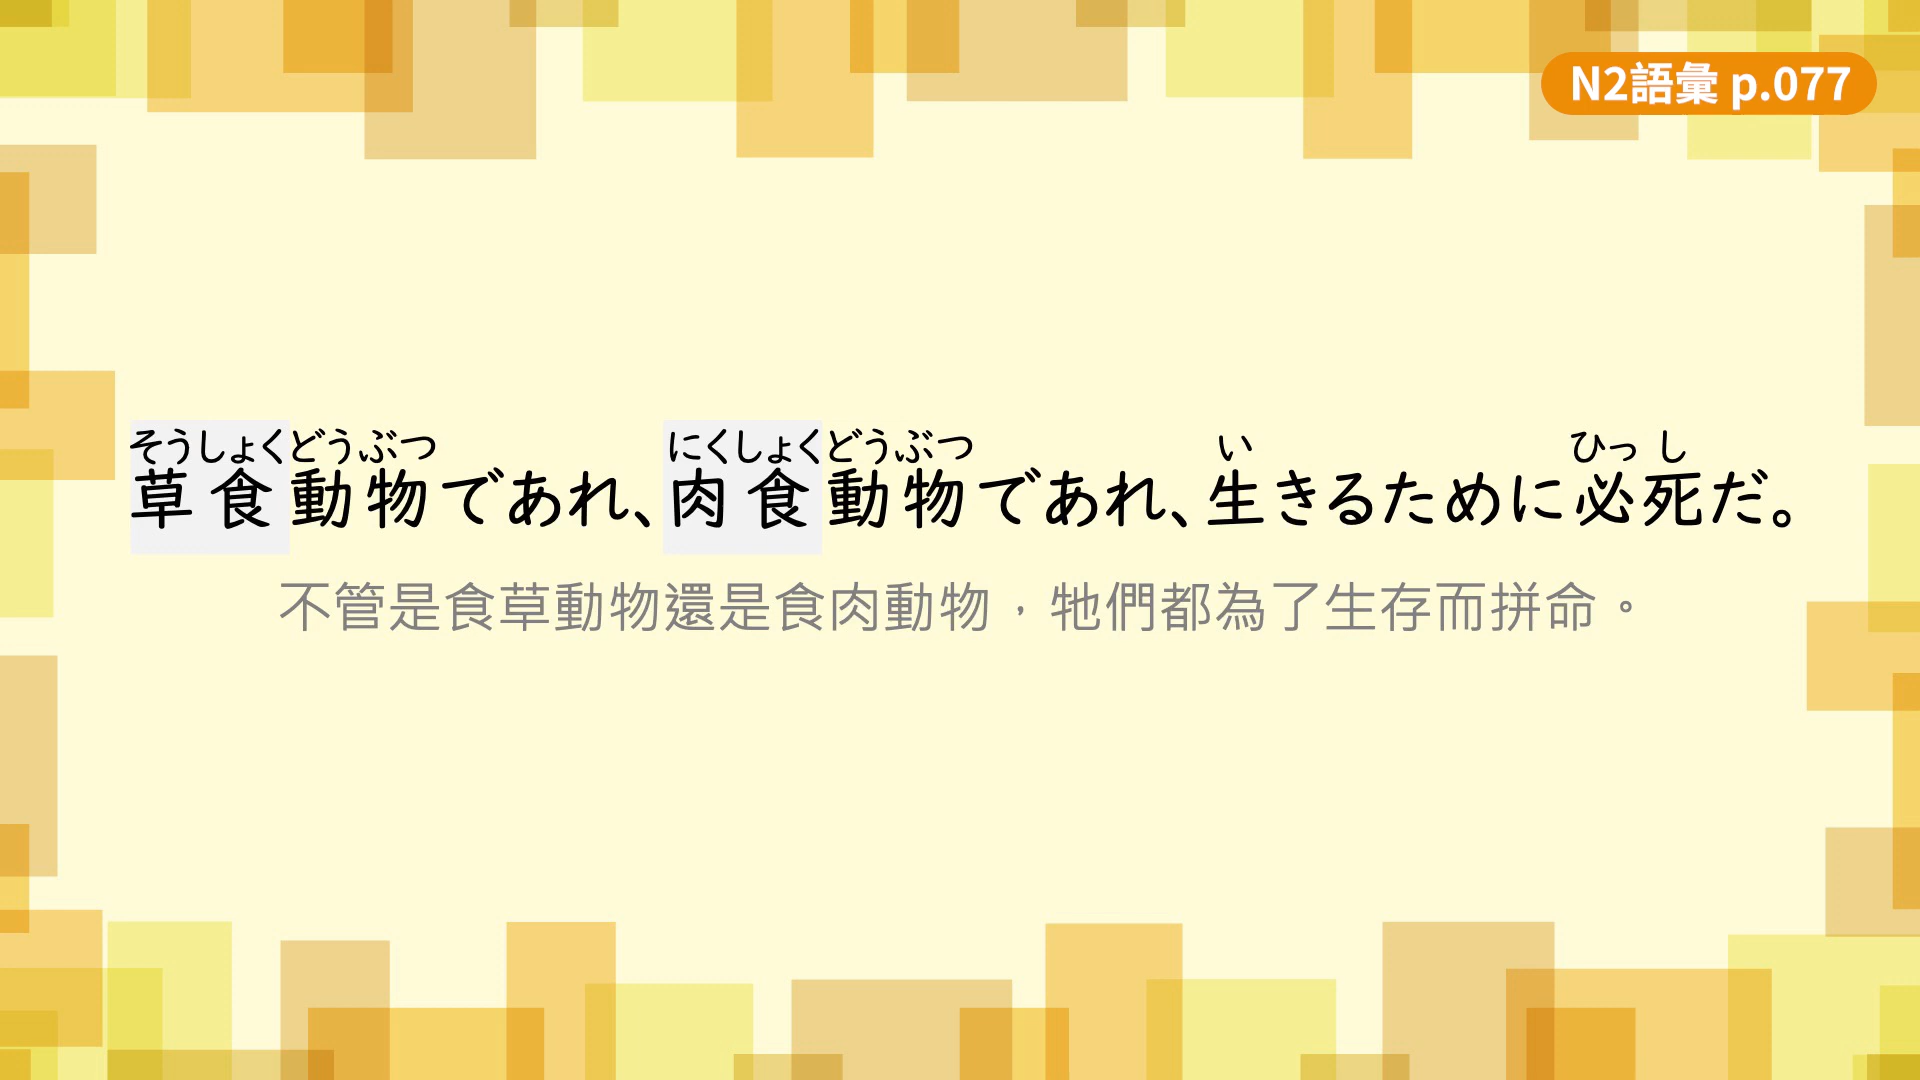 N2語彙 p.077
そうしょくどうぶつ にくしょくどうぶつ い ひっし
草食動物であれ、肉食動物であれ、生きるために必死だ。
不管是食草動物還是食肉動物，牠們都為了生存而拼命。